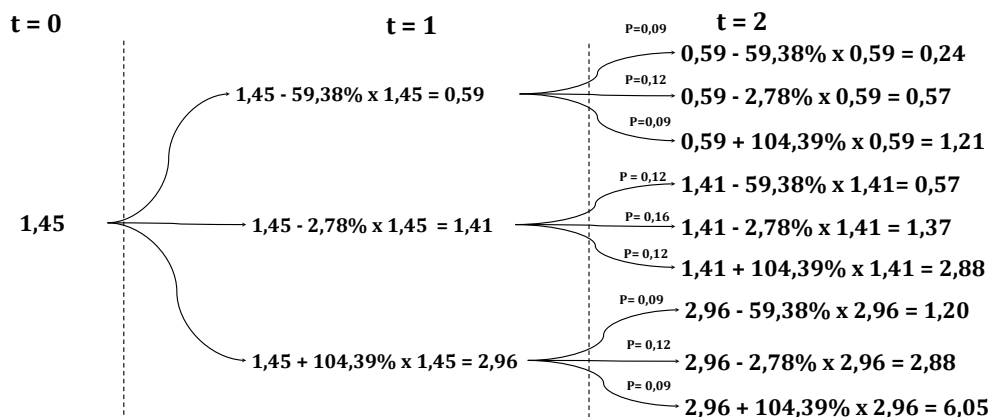 t = 0
t = 1
t = 2
P=0,09
0,59 - 59,38% x 0,59 = 0,24
P=0,12
1,45 - 59,38% x 1,45 = 0,59
0,59 - 2,78% x 0,59 = 0,57
P=0,09
0,59 + 104,39% x 0,59 = 1,21
P = 0,12
1,41 - 59,38% x 1,41= 0,57
1,45
P= 0,16
1,45 - 2,78% x 1,45 = 1,41
1,41 - 2,78% x 1,41 = 1,37
P = 0,12
1,41 + 104,39% x 1,41 = 2,88
P= 0,09
2,96 - 59,38% x 2,96 = 1,20
P= 0,12
1,45 + 104,39% x 1,45 = 2,96
2,96 - 2,78% x 2,96 = 2,88
P= 0,09
2,96 + 104,39% x 2,96 = 6,05